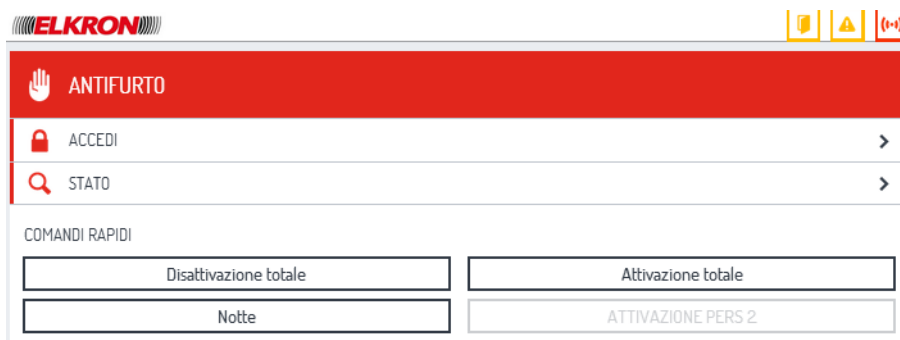 ELKRON
ANTIFURTO
ACCEDI
STATO
COMANDI RAPIDI
Disattivazione totale
Attivazione totale
Notte
ATTIVAZIONE PERS 2